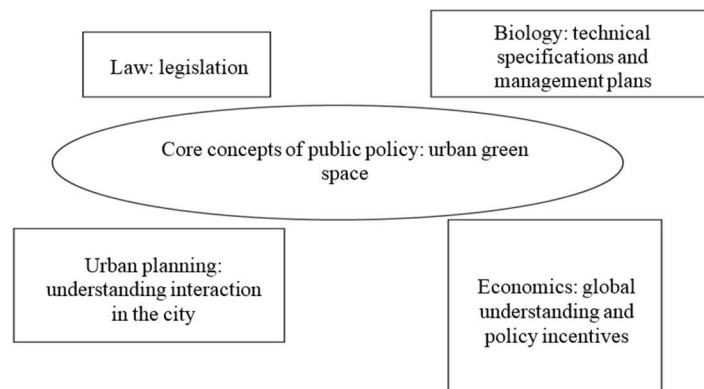 Law: legislation
Biology: technical
specifications and
management plans
Core concepts of public policy: urban green
space
Urban planning:
understanding interaction
in the city
Economics: global
understanding and
policy incentives